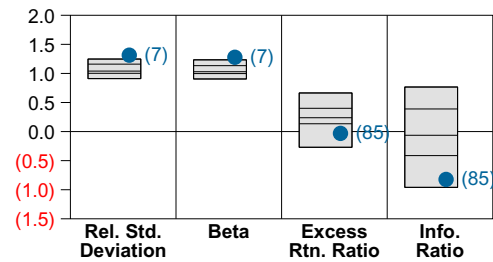 2.0
1.5
1.0
0.5
0.0
(0.5)
(1.0)
(1.5)
(7)
(7)
(85)
(85)
Rel. Std.
Deviation
Beta
Excess
Rtn. Ratio
Info.
Ratio